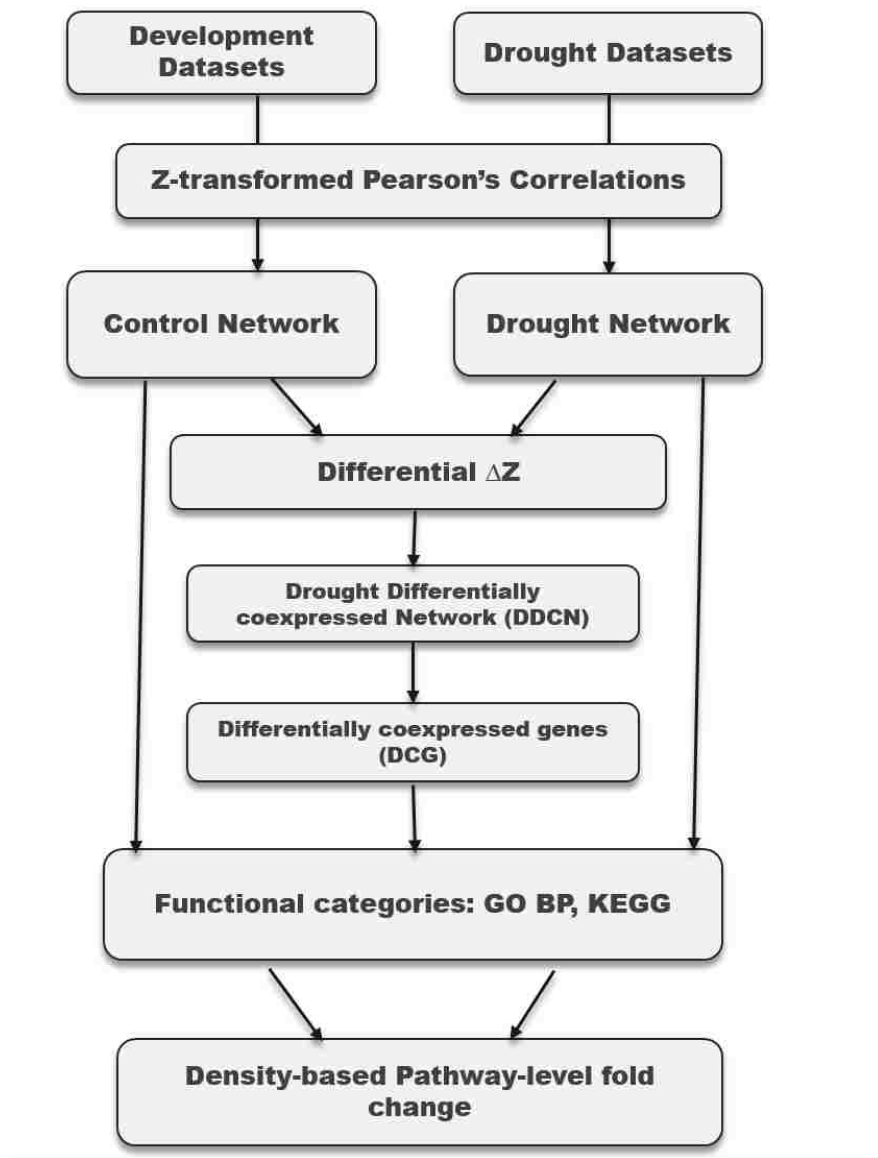 Development
Datasets
Drought Datasets
Z-transformed Pearson’s Correlations
Control Network
Drought Network
Differential ∆Z
Drought Differentially
coexpressed Network (DDCN)
Differentially coexpressed genes
(DCG)
Functional categories: GO BP, KEGG
Density-based Pathway-level fold
change